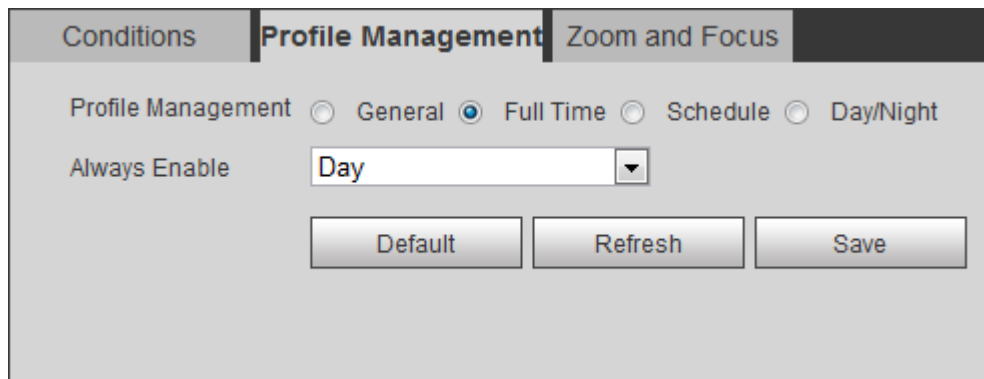 Conditions Profile Management Zoom and Focus
Profile Management General Full Time Schedule Day/Night
Always Enable Day
Default Refresh Save